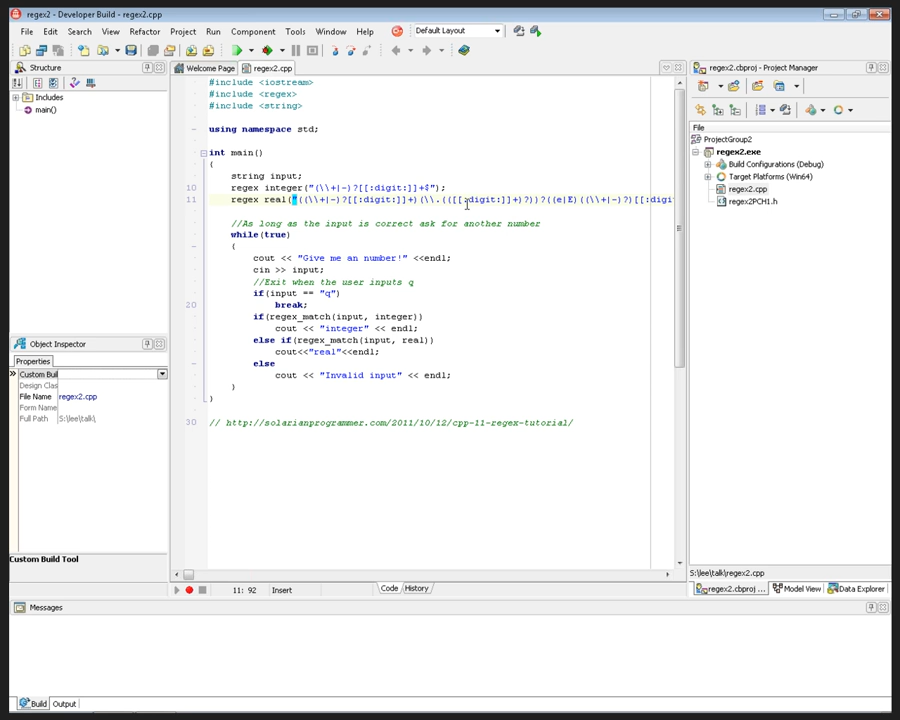 regex2 - Developer Build - regex2.cpp
File Edit Search View Refactor Project Run Component Tools Window Help Default Layout
Structure
Includes
main()
Object Inspector
Properties
Custom Buil
Design Clas
File Name regex2.cpp
Form Name
Full Path S:\lee\talk\
Custom Build Tool
Welcome Page regex2.cpp
#include <iostream>
#include <regex>
#include <string>
using namespace std;
int main()
{
string input;
10 regex integer("(\\+|-)?[[:digit:]]+$");
11 regex real("((\\+|-)?[[:digit:]]+)(\\.(([[:digit:]]+)?))?((e|E)((\\+|-)?)[[:digit
//As long as the input is correct ask for another number
while(true)
{
cout << "Give me an number!" <<endl;
cin >> input;
//Exit when the user inputs q
if(input == "q")
20 break;
if(regex_match(input, integer))
cout << "integer" << endl;
else if(regex_match(input, real))
cout<<"real"<<endl;
else
cout << "Invalid input" << endl;
}
}
30 // http://solarianprogrammer.com/2011/10/12/cpp-11-regex-tutorial/
11: 92 Insert Code History
regex2.cbproj - Project Manager
File
ProjectGroup2
regex2.exe
Build Configurations (Debug)
Target Platforms (Win64)
regex2.cpp
regex2PCH1.h
S:\lee\talk\regex2.cpp
regex2.cbproj ... Model View Data Explorer
Messages
Build Output